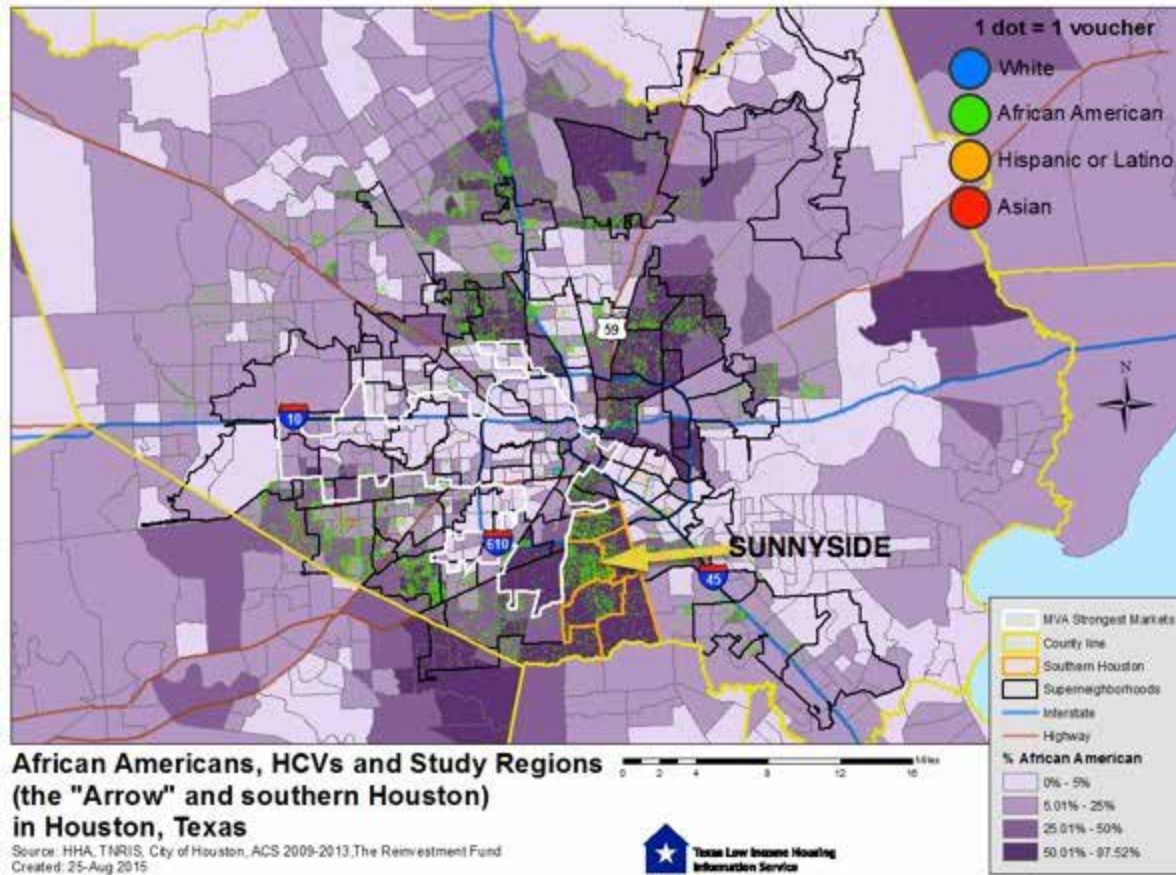 1 dot = 1 voucher
White
African American
Hispanic or Latino
Asian
59
N
10
610
SUNNYSIDE
45
MVA Strongest Markets
County line
Southern Houston
Superneighborhoods
Interstate
Highway
% African American
0% - 5%
5.01% - 25%
25.01% - 50%
50.01% - 97.52%
African Americans, HCVs and Study Regions
(the "Arrow" and southern Houston)
in Houston, Texas
Source: HHA, TNRIS, City of Houston, ACS 2009-2013,The Reinvestment Fund
Created: 25-Aug 2015
0 2 4 8 12 16 Miles
Texas Low Income Housing
Information Service